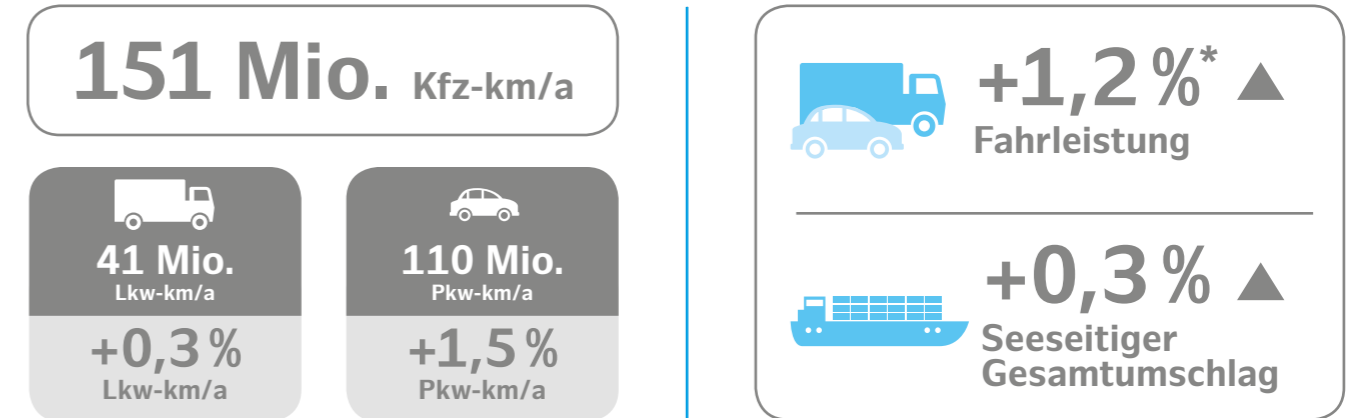 151 Mio. Kfz-km/a
41 Mio.
Lkw-km/a
+0,3 %
Lkw-km/a
110 Mio.
Pkw-km/a
+1,5 %
Pkw-km/a
+1,2 %*
Fahrleistung
+0,3 %
Seeseitiger
Gesamtumschlag